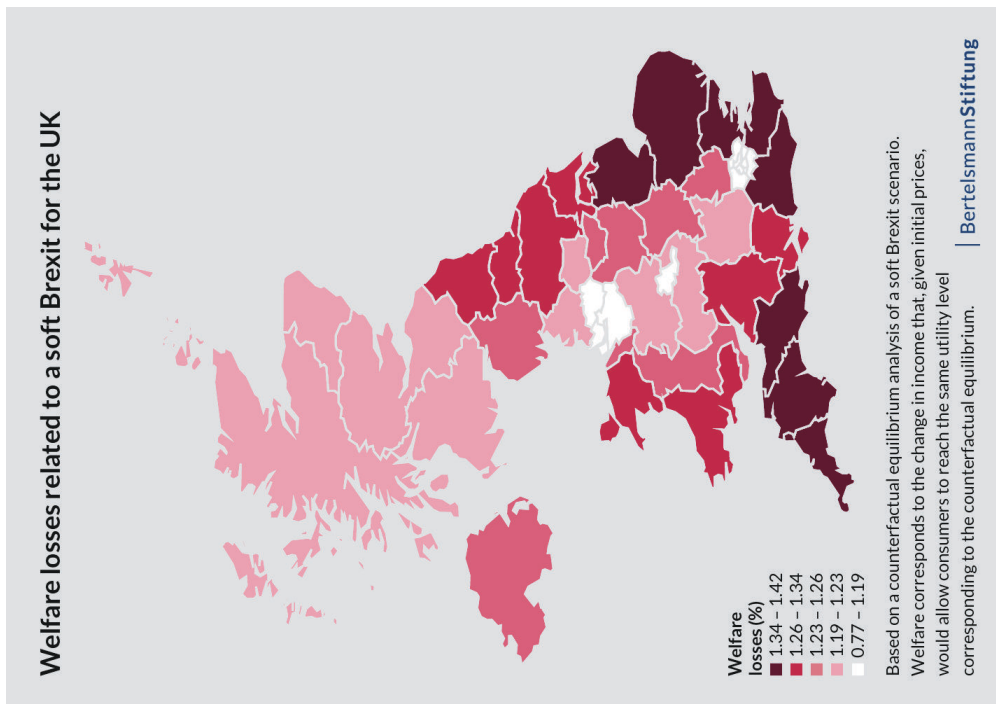 Welfare losses related to a soft Brexit for the UK
Welfare
losses (%)
1.34 – 1.42
1.26 – 1.34
1.23 – 1.26
1.19 – 1.23
0.77 – 1.19
Based on a counterfactual equilibrium analysis of a soft Brexit scenario.
Welfare corresponds to the change in income that, given initial prices,
would allow consumers to reach the same utility level
corresponding to the counterfactual equilibrium.
BertelsmannStiftung